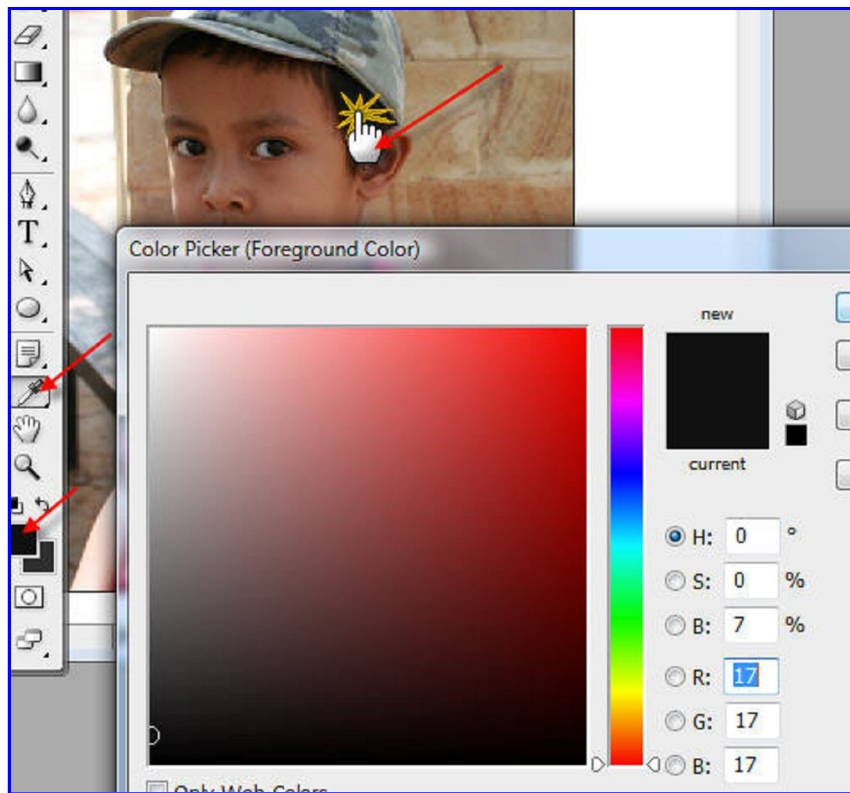 T
Color Picker (Foreground Color)
new
current
H: 0 °
S: 0 %
B: 7 %
R: 17
G: 17
B: 17
Only Web Colors